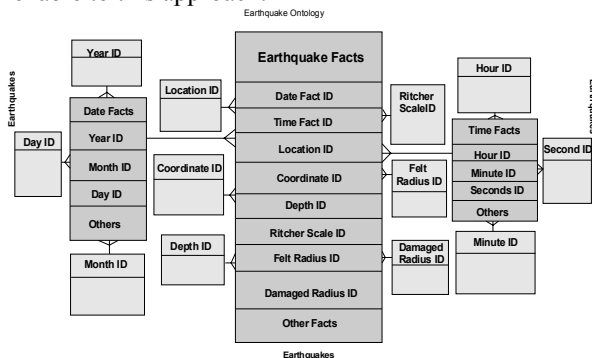 Earthquake Ontology
Earthquake Facts
Date Fact ID
Time Fact ID
Location ID
Coordinate ID
Depth ID
Ritcher Scale ID
Felt Radius ID
Damaged Radius ID
Other Facts
Earthquakes
Earthquakes
Year ID
Date Facts
Year ID
Month ID
Day ID
Others
Day ID
Month ID
Location ID
Coordinate ID
Depth ID
Ritcher
ScaleID
Felt
Radius ID
Damaged
Radius ID
Hour ID
Time Facts
Hour ID
Minute ID
Seconds ID
Others
Second ID
Minute ID